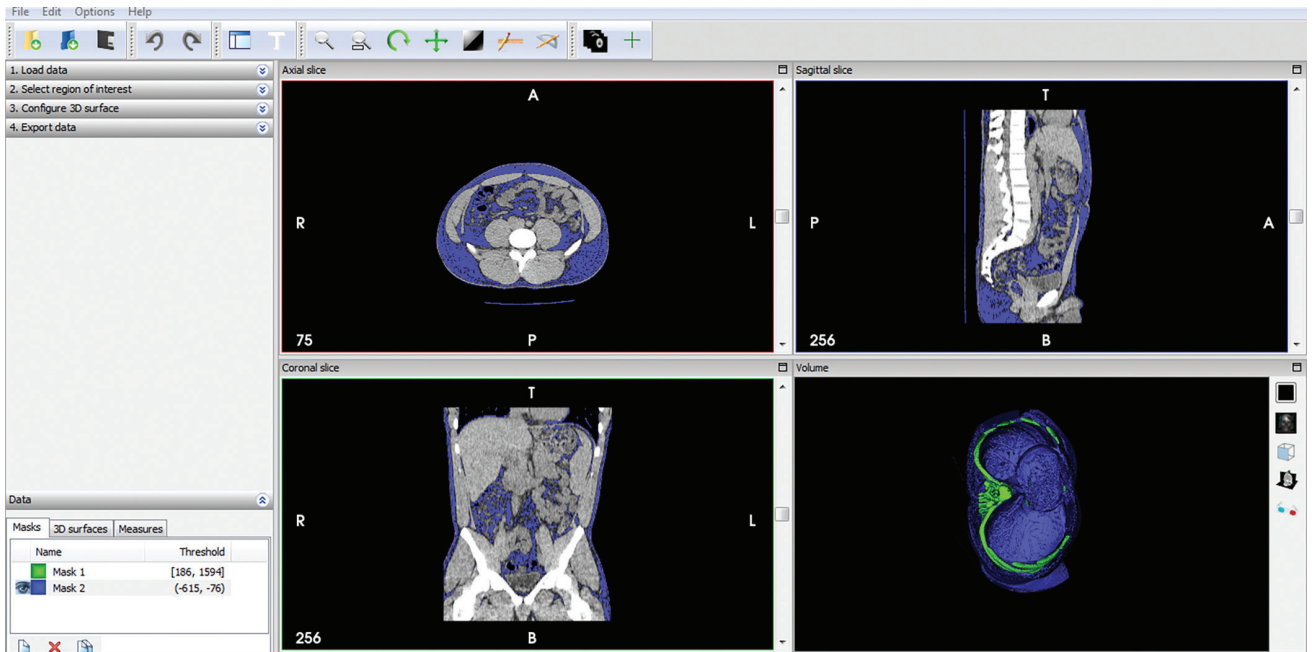 File Edit Options Help
1. Load data
2. Select region of interest
3. Configure 3D surface
4. Export data
Axial slice
A
R
L
75
P
Sagittal slice
T
P
A
256
B
Coronal slice
T
R
L
256
B
Volume
Data
Masks 3D surfaces Measures
Name Threshold
Mask 1 [186, 1594]
Mask 2 (-615, -76)